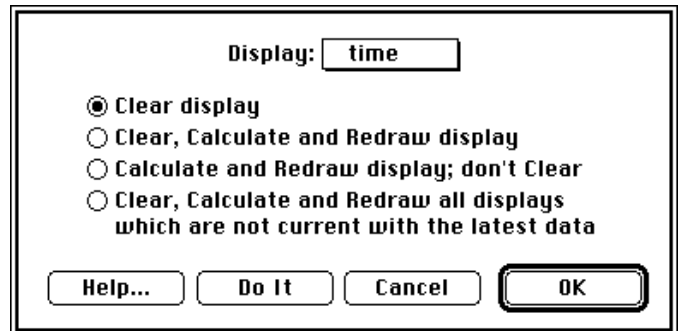 Display: time
Clear display
Clear, Calculate and Redraw display
Calculate and Redraw display; don't Clear
Clear, Calculate and Redraw all displays
which are not current with the latest data
Help... Do It Cancel OK